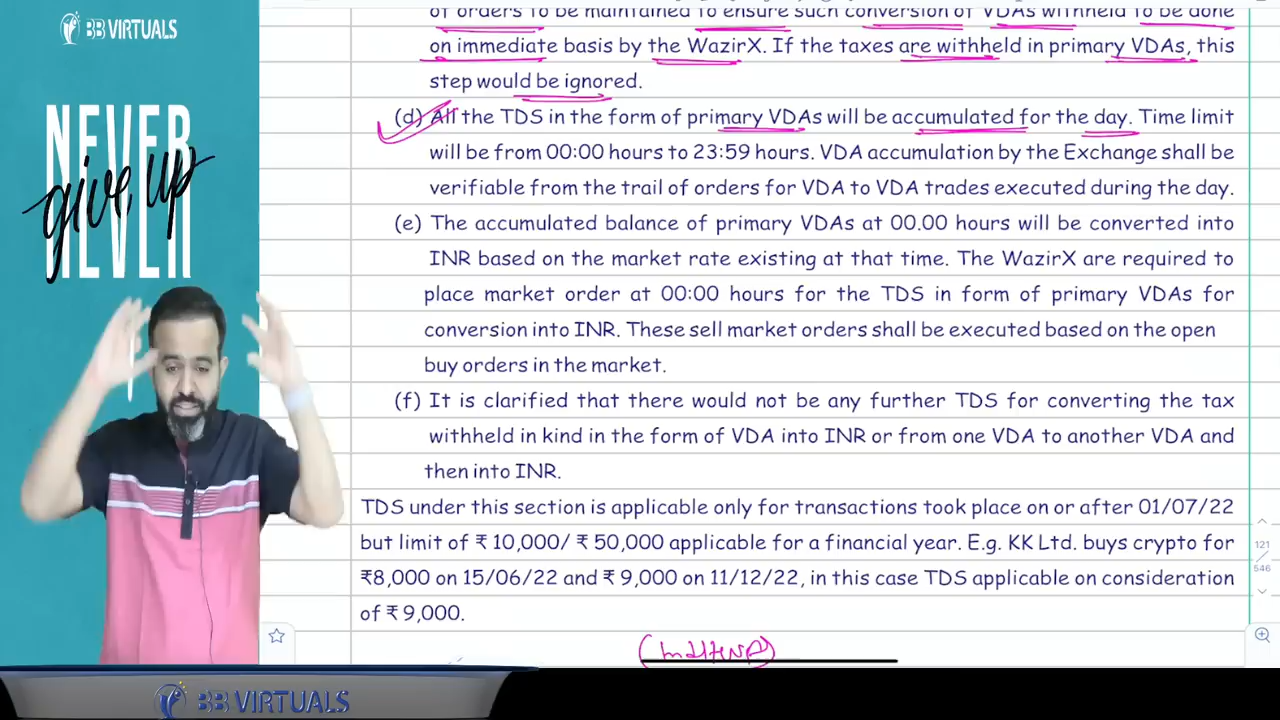 BB VIRTUALS
NEVER
give up
NEVER
of orders to be maintained to ensure such conversion of VDAs withheld to be done
on immediate basis by the WazirX. If the taxes are withheld in primary VDAs, this
step would be ignored.
(d) All the TDS in the form of primary VDAs will be accumulated for the day. Time limit
will be from 00:00 hours to 23:59 hours. VDA accumulation by the Exchange shall be
verifiable from the trail of orders for VDA to VDA trades executed during the day.
(e) The accumulated balance of primary VDAs at 00.00 hours will be converted into
INR based on the market rate existing at that time. The WazirX are required to
place market order at 00:00 hours for the TDS in form of primary VDAs for
conversion into INR. These sell market orders shall be executed based on the open
buy orders in the market.
(f) It is clarified that there would not be any further TDS for converting the tax
withheld in kind in the form of VDA into INR or from one VDA to another VDA and
then into INR.
TDS under this section is applicable only for transactions took place on or after 01/07/22
but limit of ₹ 10,000/ ₹ 50,000 applicable for a financial year. E.g. KK Ltd. buys crypto for
₹8,000 on 15/06/22 and ₹ 9,000 on 11/12/22, in this case TDS applicable on consideration
of ₹ 9,000.
121
546
BB VIRTUALS